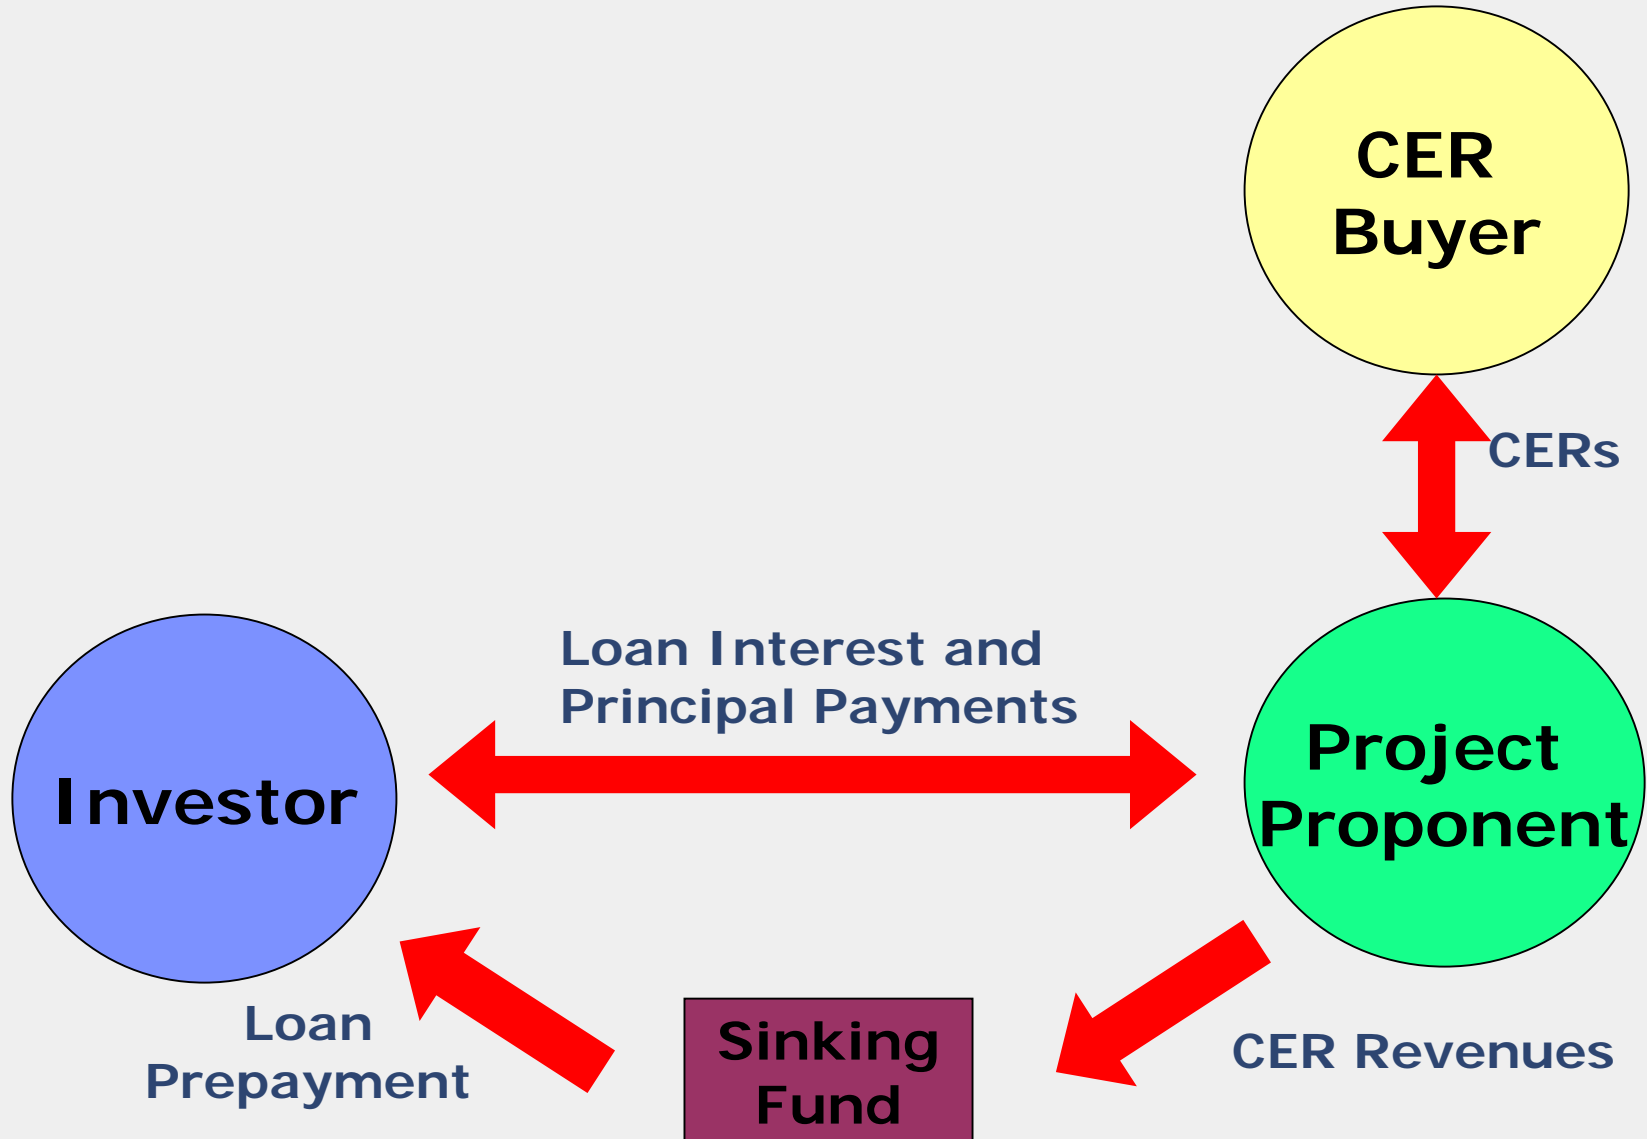 CER
Buyer
CERs
Loan Interest and
Principal Payments
Investor
Project
Proponent
Loan
Prepayment
Sinking
Fund
CER Revenues